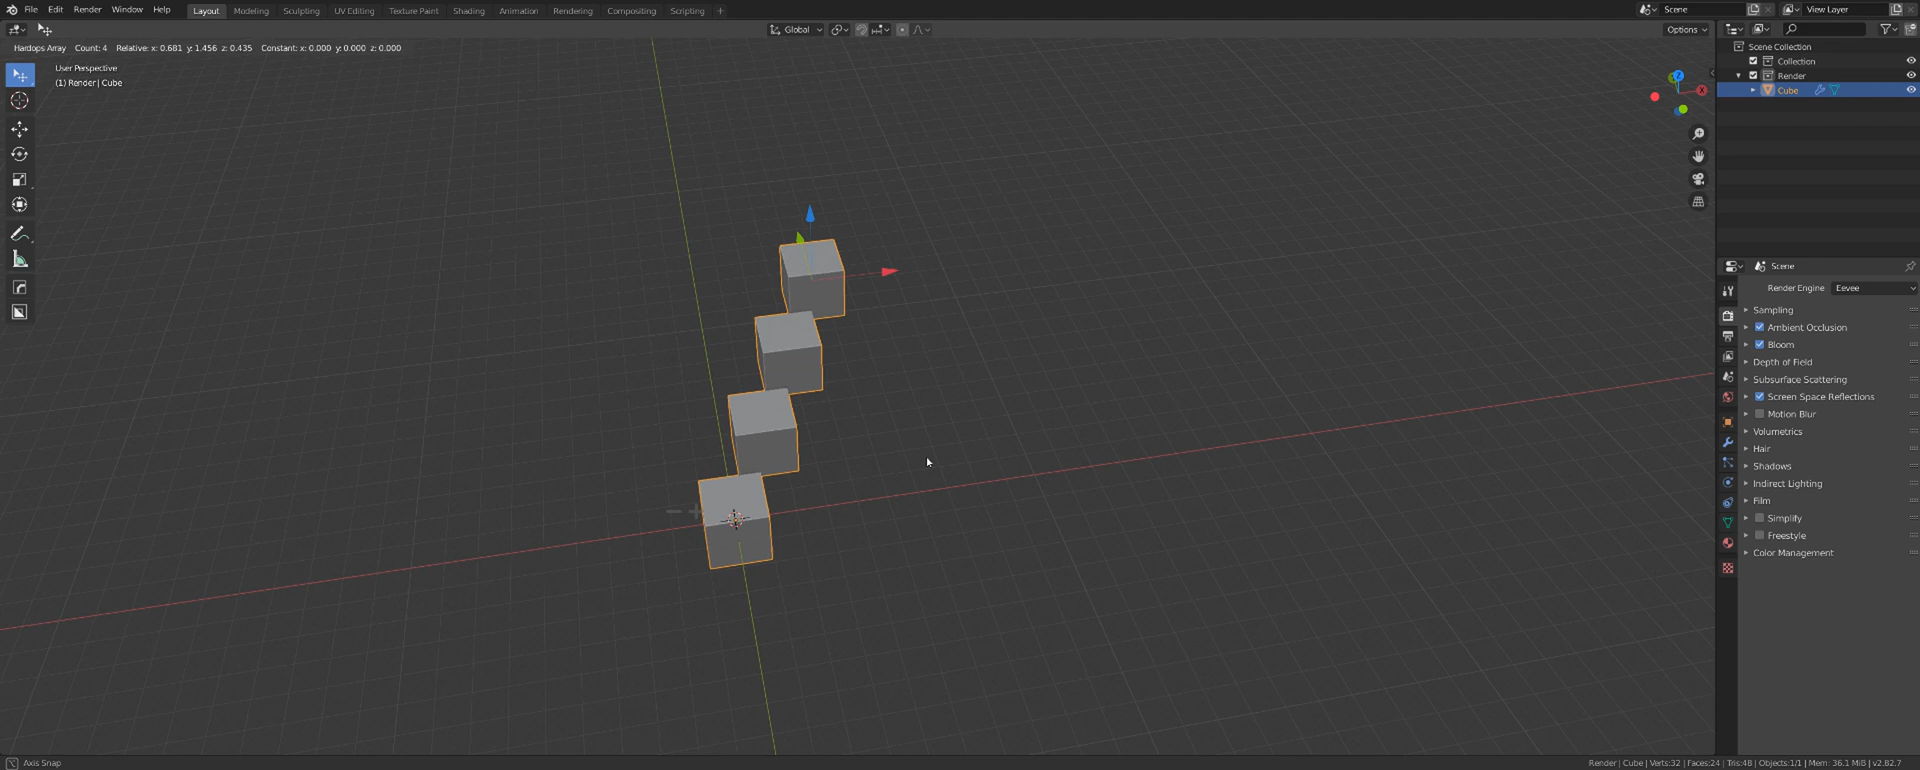 File Edit Render Window Help Layout Modeling Sculpting UV Editing Texture Paint Shading Animation Rendering Compositing Scripting + Scene View Layer
Global Options
Hardops Array Count: 4 Relative: x: 0.681 y: 1.456 z: 0.435 Constant: x: 0.000 y: 0.000 z: 0.000
User Perspective
(1) Render | Cube
Z
X
Scene Collection
Collection
Render
Cube
Scene
Render Engine Eevee
Sampling
Ambient Occlusion
Bloom
Depth of Field
Subsurface Scattering
Screen Space Reflections
Motion Blur
Volumetrics
Hair
Shadows
Indirect Lighting
Film
Simplify
Freestyle
Color Management
Axis Snap
Render | Cube | Verts:32 | Faces:24 | Tris:48 | Objects:1/1 | Mem: 36.1 MiB | v2.82.7